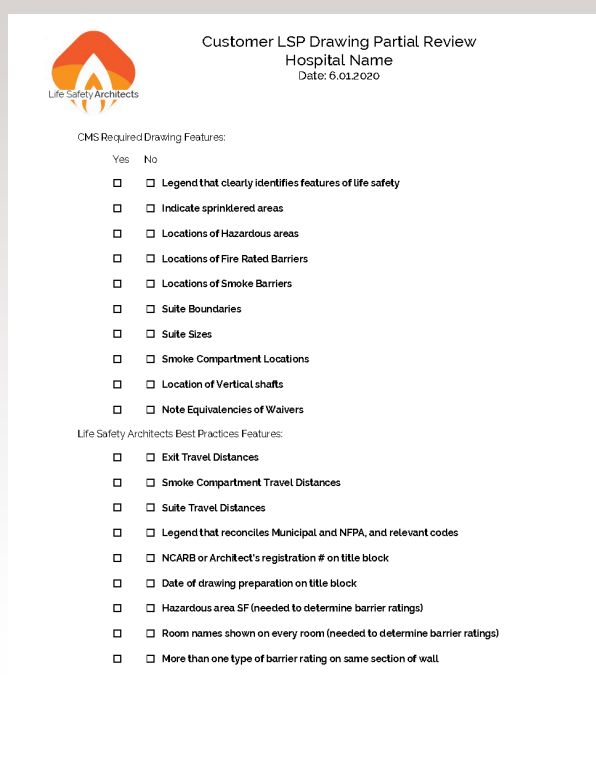 Customer LSP Drawing Partial Review
Hospital Name
Date: 6.01.2020
Life Safety Architects
CMS Required Drawing Features:
Yes No
Legend that clearly identifies features of life safety
Indicate sprinklered areas
Locations of Hazardous areas
Locations of Fire Rated Barriers
Locations of Smoke Barriers
Suite Boundaries
Suite Sizes
Smoke Compartment Locations
Location of Vertical shafts
Note Equivalencies of Waivers
Life Safety Architects Best Practices Features:
Exit Travel Distances
Smoke Compartment Travel Distances
Suite Travel Distances
Legend that reconciles Municipal and NFPA, and relevant codes
NCARB or Architect's registration # on title block
Date of drawing preparation on title block
Hazardous area SF (needed to determine barrier ratings)
Room names shown on every room (needed to determine barrier ratings)
More than one type of barrier rating on same section of wall